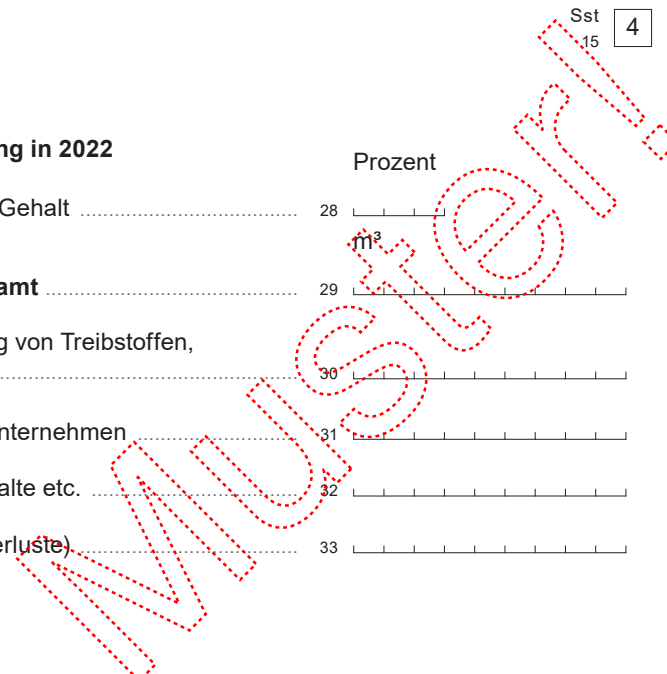 Sst 4
15
ng in 2022
Prozent
Gehalt ........ 28
m³
amt ........ 29
g von Treibstoffen,
........ 30
nternehmen ........ 31
alte etc. ........ 32
erluste) ........ 33
Muster!